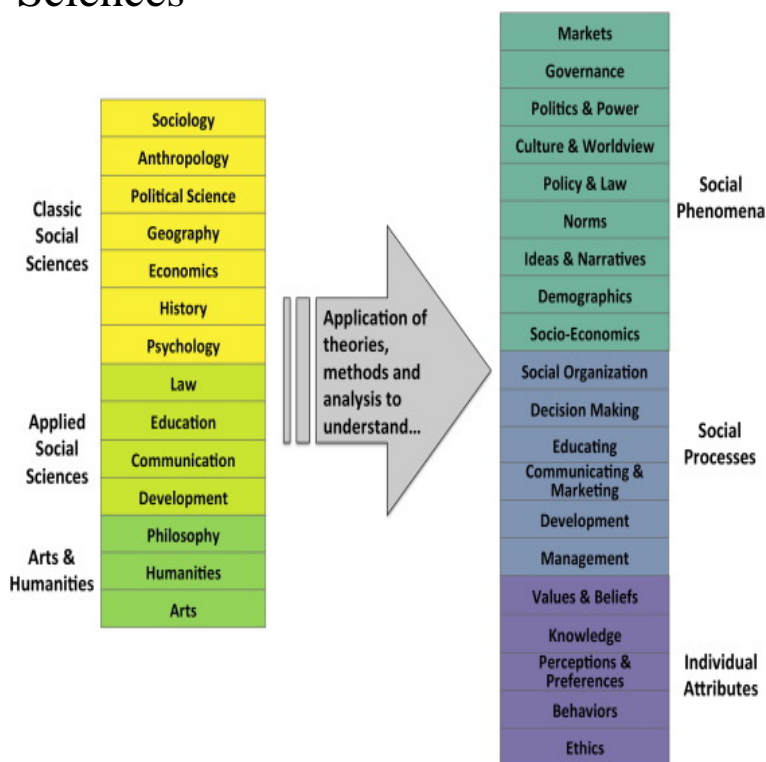 Sciences
Classic
Social
Sciences
Applied
Social
Sciences
Arts &
Humanities
Sociology
Anthropology
Political Science
Geography
Economics
History
Psychology
Law
Education
Communication
Development
Philosophy
Humanities
Arts
Application of
theories,
methods and
analysis to
understand...
Markets
Governance
Politics & Power
Culture & Worldview
Policy & Law
Norms
Ideas & Narratives
Demographics
Socio-Economics
Social Organization
Decision Making
Educating
Communicating &
Marketing
Development
Management
Values & Beliefs
Knowledge
Perceptions &
Preferences
Behaviors
Ethics
Social
Phenomena
Social
Processes
Individual
Attributes